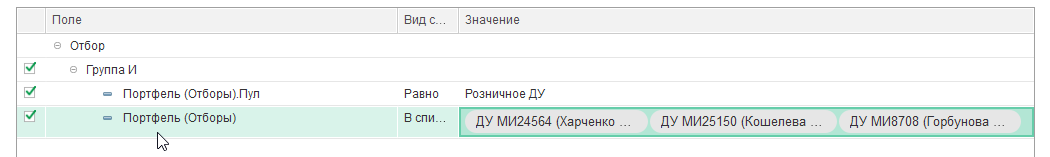 Поле Вид с... Значение
Отбор
Группа И
Портфель (Отборы).Пул Равно Розничное ДУ
Портфель (Отборы) В спи... ДУ МИ24564 (Харченко ... ДУ МИ25150 (Кошелева ... ДУ МИ8708 (Горбунова ...